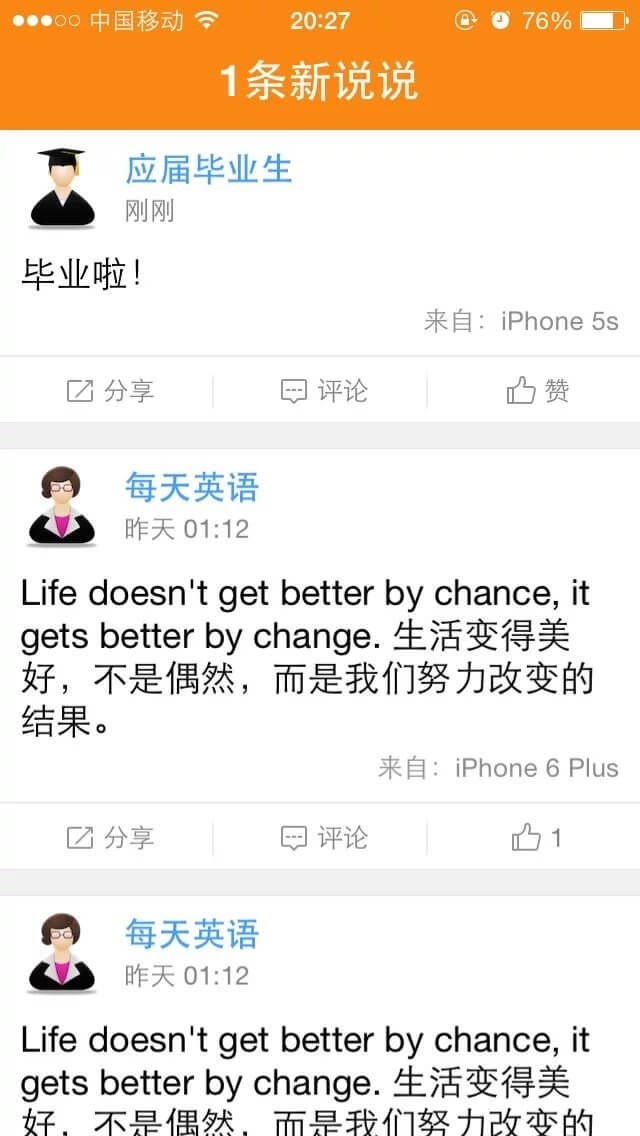 中国移动 20:27 76%
1条新说说
应届毕业生
刚刚
毕业啦！
来自：iPhone 5s
分享 评论 赞
每天英语
昨天 01:12
Life doesn't get better by chance, it
gets better by change. 生活变得美
好，不是偶然，而是我们努力改变的
结果。
来自：iPhone 6 Plus
分享 评论 1
每天英语
昨天 01:12
Life doesn't get better by chance, it
gets better by change. 生活变得美
好，不是偶然，而是我们努力改变的